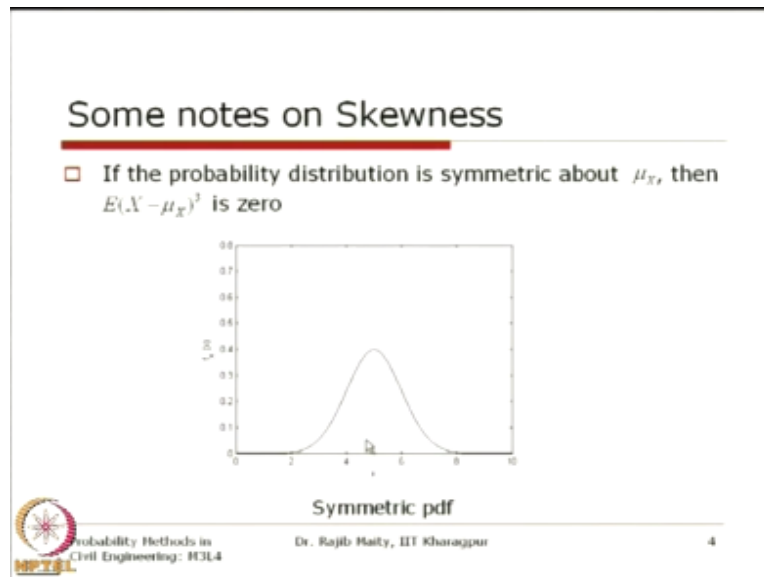 Some notes on Skewness
If the probability distribution is symmetric about μ_X, then
E(X − μ_X)³ is zero
0.8
0.7
0.6
0.5
0.4
0.3
0.2
0.1
0
0 2 4 6 8 10
x
Symmetric pdf
Probability Methods in
Civil Engineering: M3L4
Dr. Rajib Maity, IIT Kharagpur
4
NPTEL